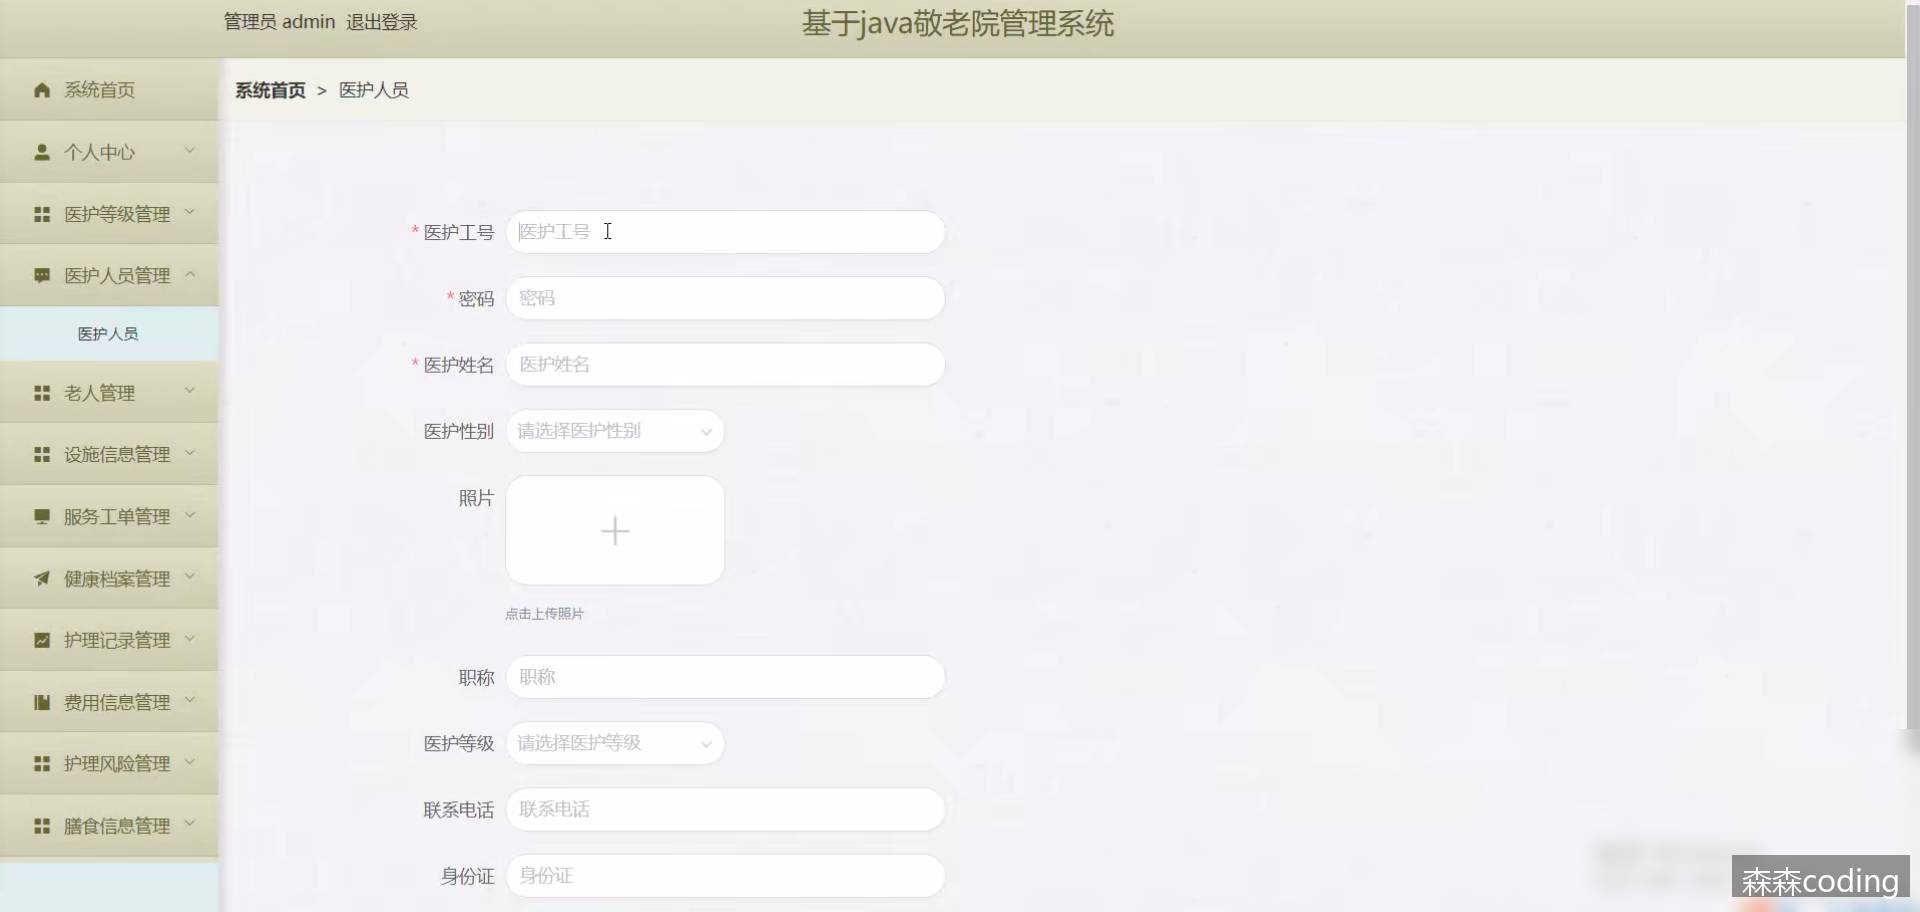 管理员 admin 退出登录
基于java敬老院管理系统
系统首页
个人中心
医护等级管理
医护人员管理
医护人员
老人管理
设施信息管理
服务工单管理
健康档案管理
护理记录管理
费用信息管理
护理风险管理
膳食信息管理
系统首页 > 医护人员
* 医护工号 医护工号
* 密码 密码
* 医护姓名 医护姓名
医护性别 请选择医护性别
照片
点击上传照片
职称 职称
医护等级 请选择医护等级
联系电话 联系电话
身份证 身份证
森森coding